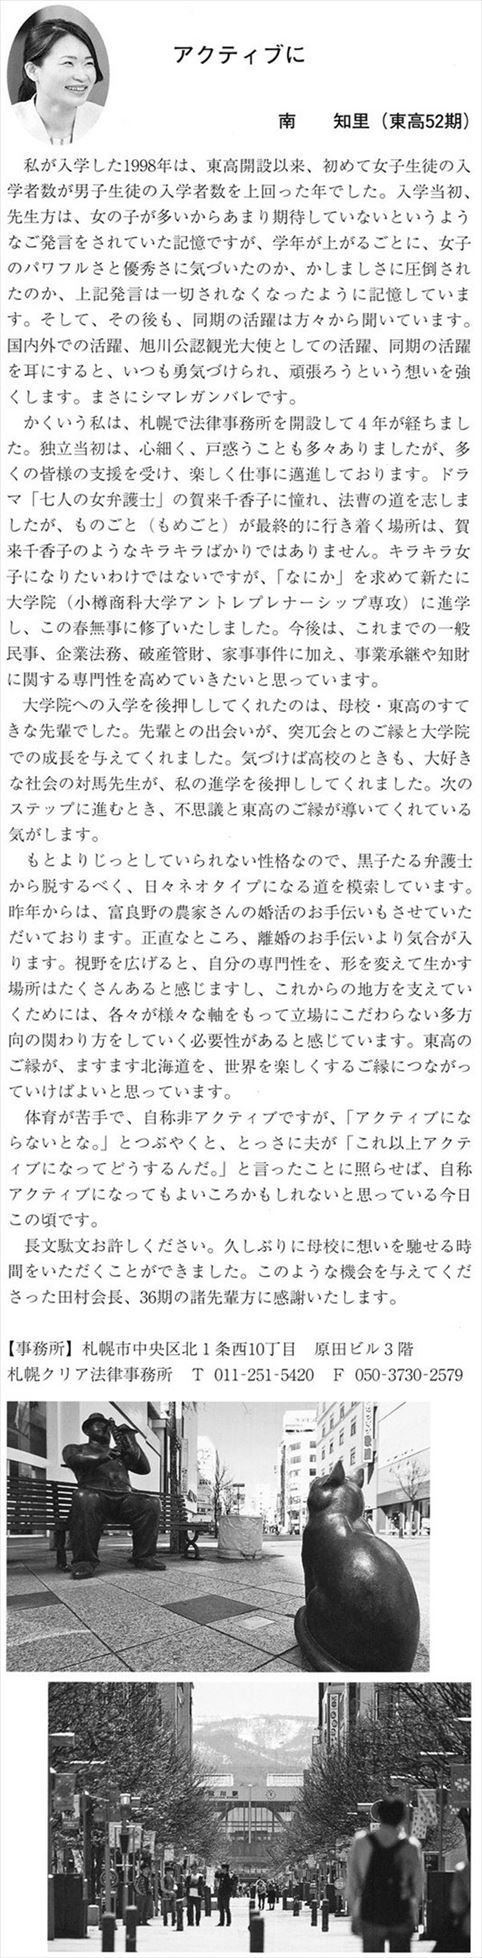 アクティブに
南　知里（東高52期）
私が入学した1998年は、東高開設以来、初めて女子生徒の入
学者数が男子生徒の入学者数を上回った年でした。入学当初、
先生方は、女の子が多いからあまり期待していないというよう
なご発言をされていた記憶ですが、学年が上がるごとに、女子
のパワフルさと優秀さに気づいたのか、かしましさに圧倒され
たのか、上記発言は一切されなくなったように記憶していま
す。そして、その後も、同期の活躍は方々から聞いています。
国内外での活躍、旭川公認観光大使としての活躍、同期の活躍
を耳にすると、いつも勇気づけられ、頑張ろうという想いを強
くします。まさにシマレガンバレです。
かくいう私は、札幌で法律事務所を開設して４年が経ちまし
た。独立当初は、心細く、戸惑うことも多々ありましたが、多
くの皆様の支援を受け、楽しく仕事に邁進しております。ドラ
マ「七人の女弁護士」の賀来千香子に憧れ、法曹の道を志しま
したが、ものごと（もめごと）が最終的に行き着く場所は、賀
来千香子のようなキラキラばかりではありません。キラキラ女
子になりたいわけではないですが、「なにか」を求めて新たに
大学院（小樽商科大学アントレプレナーシップ専攻）に進学
し、この春無事に修了いたしました。今後は、これまでの一般
民事、企業法務、破産管財、家事事件に加え、事業承継や知財
に関する専門性を高めていきたいと思っています。
大学院への入学を後押ししてくれたのは、母校・東高のすて
きな先輩でした。先輩との出会いが、突兀会とのご縁と大学院
での成長を与えてくれました。気づけば高校のときも、大好き
な社会の対馬先生が、私の進学を後押ししてくれました。次の
ステップに進むとき、不思議と東高のご縁が導いてくれている
気がします。
もとよりじっとしていられない性格なので、黒子たる弁護士
から脱するべく、日々ネオタイプになる道を模索しています。
昨年からは、富良野の農家さんの婚活のお手伝いもさせていた
だいております。正直なところ、離婚のお手伝いより気合が入
ります。視野を広げると、自分の専門性を、形を変えて生かす
場所はたくさんあると感じますし、これからの地方を支えてい
くためには、各々が様々な軸をもって立場にこだわらない多方
向の関わり方をしていく必要性があると感じています。東高の
ご縁が、ますます北海道を、世界を楽しくするご縁につながっ
ていけばよいと思っています。
体育が苦手で、自称非アクティブですが、「アクティブにな
らないとな。」とつぶやくと、とっさに夫が「これ以上アクテ
ィブになってどうするんだ。」と言ったことに照らせば、自称
アクティブになってもよいころかもしれないと思っている今日
この頃です。
長文駄文お許しください。久しぶりに母校に想いを馳せる時
間をいただくことができました。このような機会を与えてくだ
さった田村会長、36期の諸先輩方に感謝いたします。
【事務所】札幌市中央区北１条西10丁目　原田ビル３階
札幌クリア法律事務所　T 011-251-5420　F 050-3730-2579